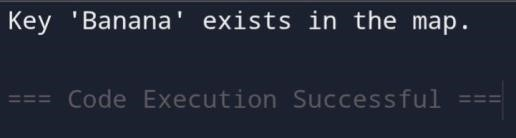 Key 'Banana' exists in the map.
=== Code Execution Successful ===